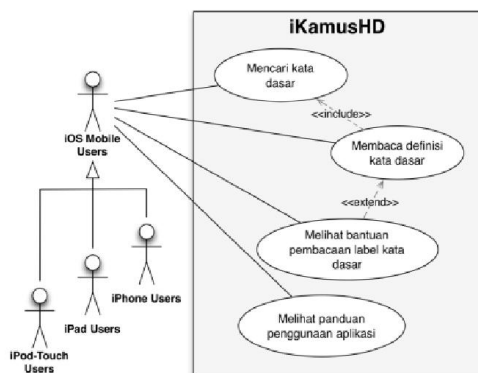 iKamusHD
Mencari kata
dasar
<<include>>
iOS Mobile
Users
Membaca definisi
kata dasar
<<extend>>
Melihat bantuan
pembacaan label kata
dasar
iPhone Users
iPad Users
iPod-Touch
Users
Melihat panduan
penggunaan aplikasi